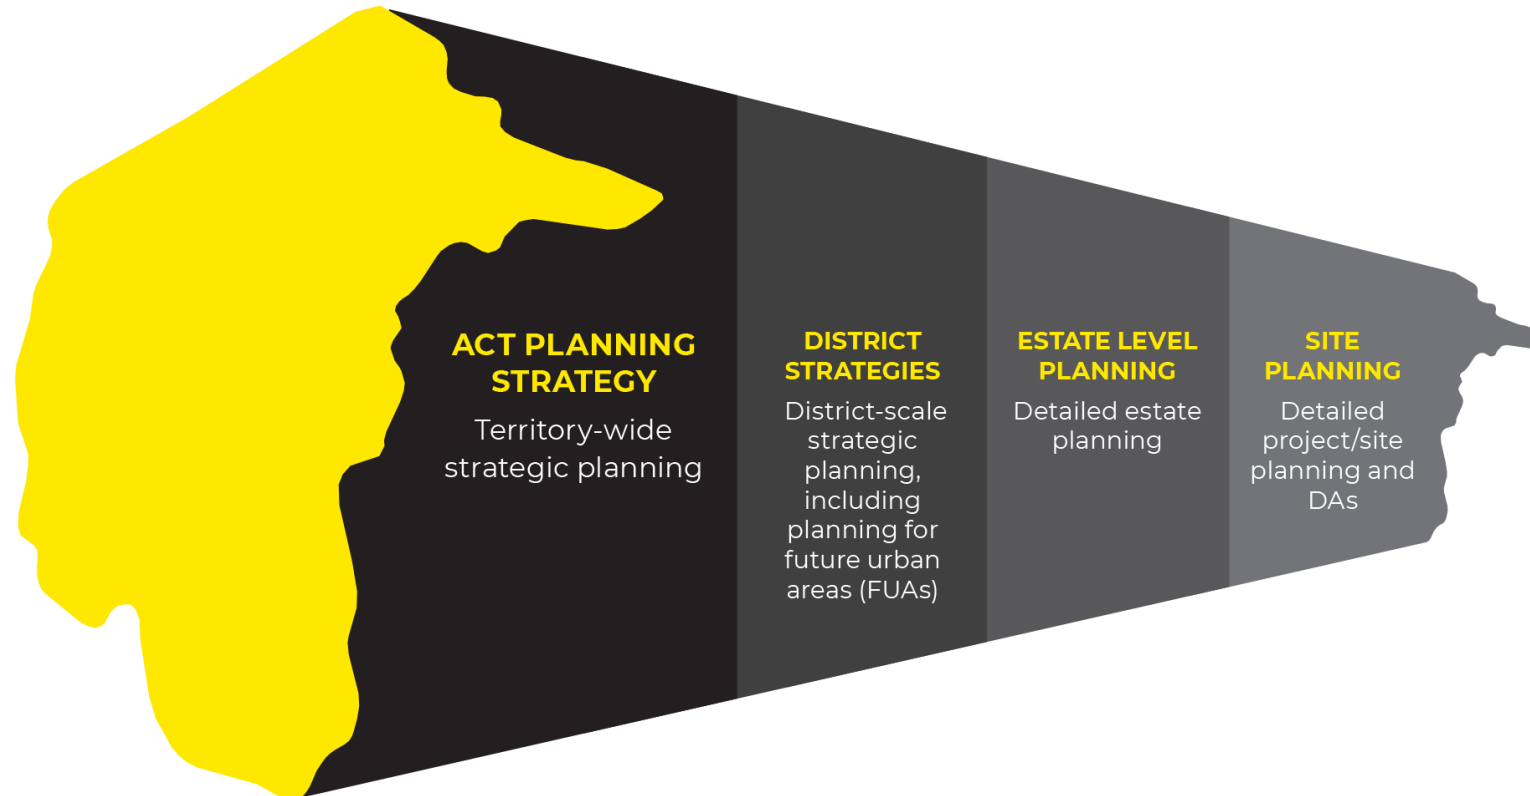 ACT PLANNING
STRATEGY
Territory-wide
strategic planning
DISTRICT
STRATEGIES
District-scale
strategic
planning,
including
planning for
future urban
areas (FUAs)
ESTATE LEVEL
PLANNING
Detailed estate
planning
SITE
PLANNING
Detailed
project/site
planning and
DAs